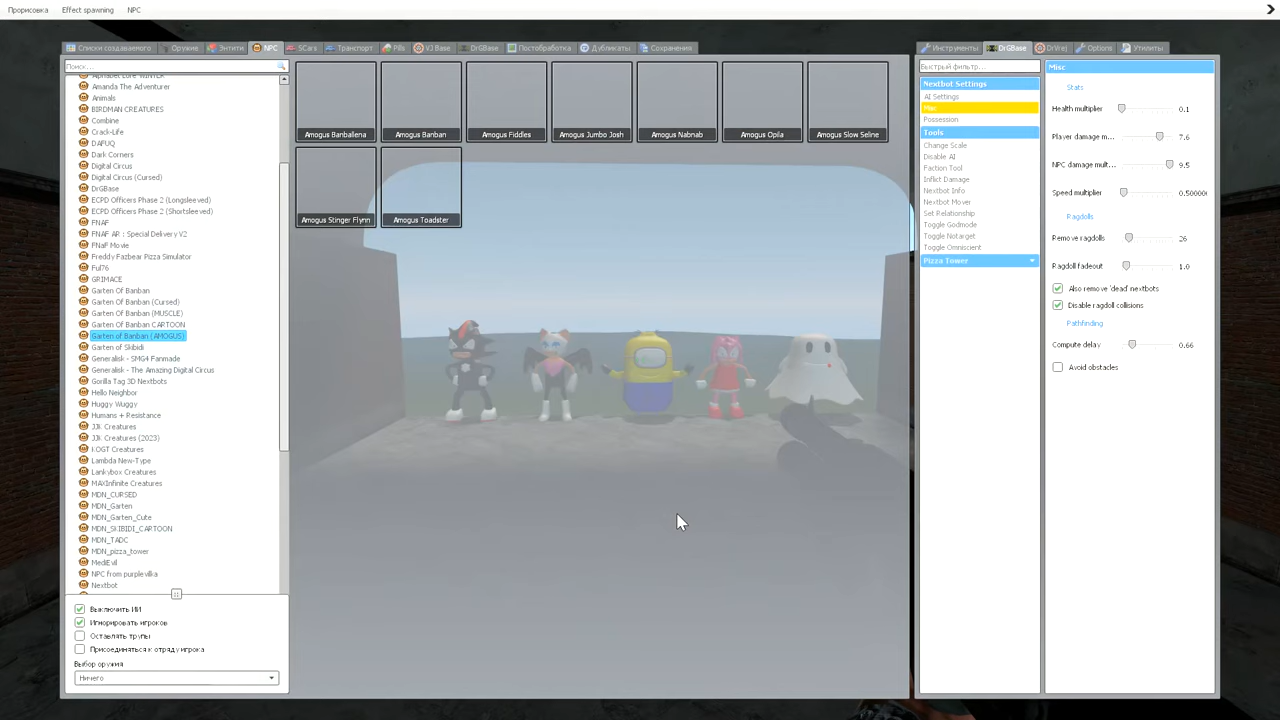 Прорисовка Effect spawning NPC
Списки создаваемого Оружие Энтити NPC SCars Транспорт Pills VJ Base DrGBase Постобработка Дубликаты Сохранения
Поиск...
Alphabet Lore WINTER
Amanda The Adventurer
Animals
BIRDMAN CREATURES
Combine
Crack-Life
DAFUQ
Dark Corners
Digital Circus
Digital Circus (Cursed)
DrGBase
ECPD Officers Phase 2 (Longsleeved)
ECPD Officers Phase 2 (Shortsleeved)
FNAF
FNAF AR : Special Delivery V2
FNaF Movie
Freddy Fazbear Pizza Simulator
Ful76
GRIMACE
Garten Of Banban
Garten Of Banban (Cursed)
Garten Of Banban (MUSCLE)
Garten Of Banban CARTOON
Garten of Banban (AMOGUS)
Garten of Skibidi
Generalisk - SMG4 Fanmade
Generalisk - The Amazing Digital Circus
Gorilla Tag 3D Nextbots
Hello Neighbor
Huggy Wuggy
Humans + Resistance
JJK Creatures
JJK Creatures (2023)
KOGT Creatures
Lambda New-Type
Lankybox Creatures
MAXInfinite Creatures
MDN_CURSED
MDN_Garten
MDN_Garten_Cute
MDN_SKIBIDI_CARTOON
MDN_TADC
MDN_pizza_tower
MediEvil
NPC from purplevilka
Nextbot
Выключить ИИ
Игнорировать игроков
Оставлять трупы
Присоединяться к отряду игрока
Выбор оружия
Ничего
Amogus Banbaliena Amogus Banban Amogus Fiddles Amogus Jumbo Josh Amogus Nabnab Amogus Opila Amogus Slow Seline
Amogus Stinger Flynn Amogus Toadster
Инструменты DrGBase DrVrej Options Утилиты
Быстрый фильтр...
Nextbot Settings
AI Settings
Misc
Possession
Tools
Change Scale
Disable AI
Faction Tool
Inflict Damage
Nextbot Info
Nextbot Mover
Set Relationship
Toggle Godmode
Toggle Notarget
Toggle Omniscient
Pizza Tower
Misc
Stats
Health multiplier 0.1
Player damage m... 7.6
NPC damage mult... 9.5
Speed multiplier 0.50000
Ragdolls
Remove ragdolls 26
Ragdoll fadeout 1.0
Also remove 'dead' nextbots
Disable ragdoll collisions
Pathfinding
Compute delay 0.66
Avoid obstacles